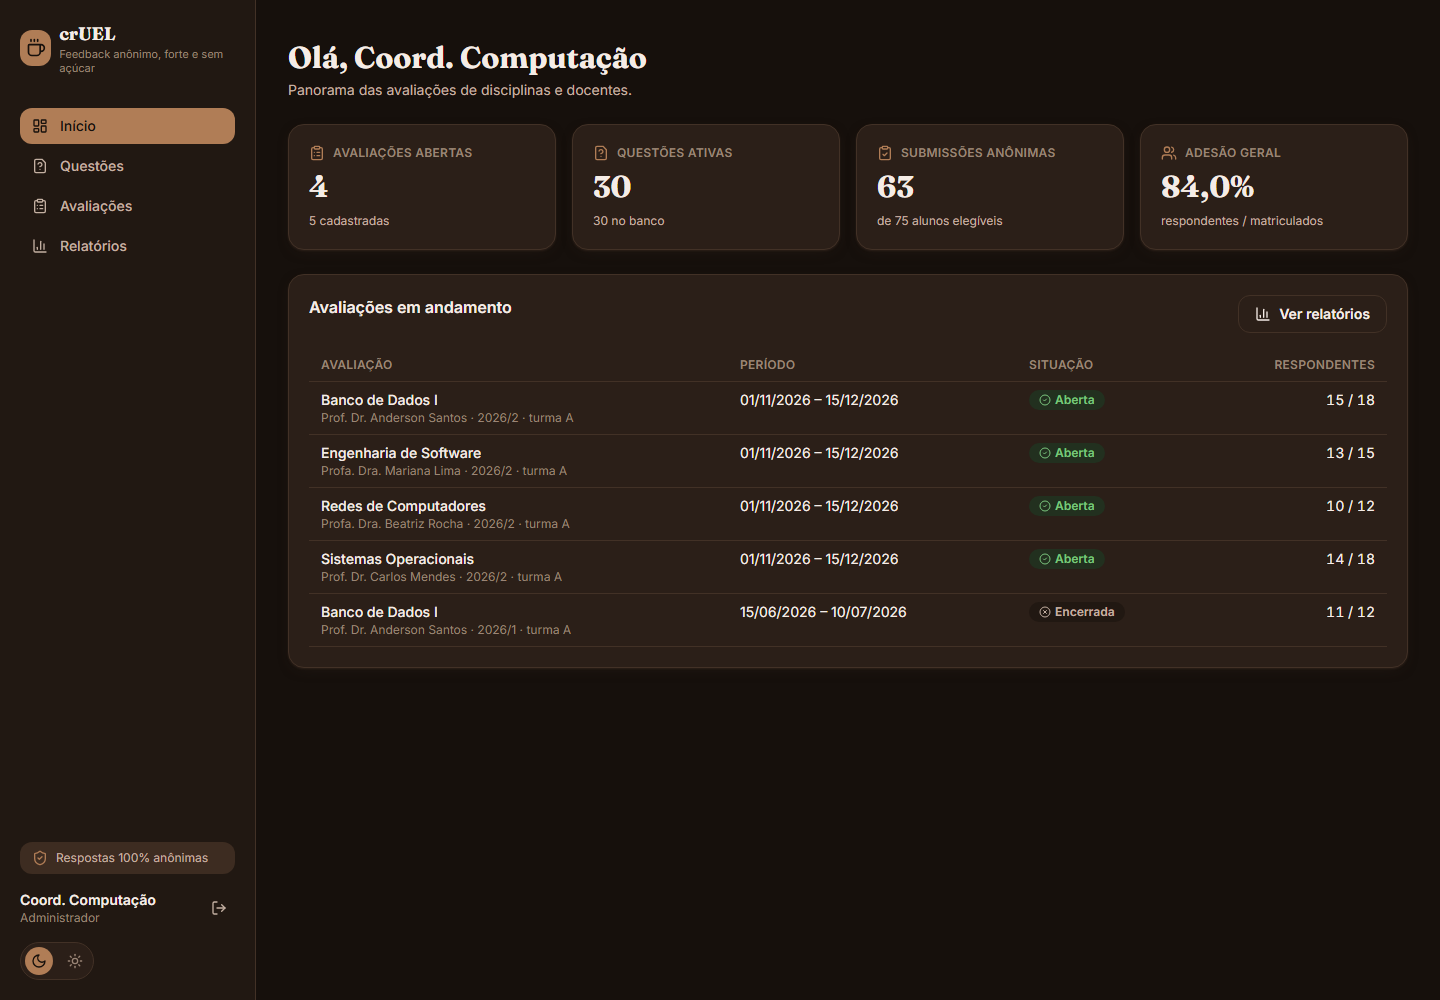 crUEL
Feedback anônimo, forte e sem
açúcar
Início
Questões
Avaliações
Relatórios
Respostas 100% anônimas
Coord. Computação
Administrador
Olá, Coord. Computação
Panorama das avaliações de disciplinas e docentes.
AVALIAÇÕES ABERTAS
4
5 cadastradas
QUESTÕES ATIVAS
30
30 no banco
SUBMISSÕES ANÔNIMAS
63
de 75 alunos elegíveis
ADESÃO GERAL
84,0%
respondentes / matriculados
Avaliações em andamento
Ver relatórios
AVALIAÇÃO PERÍODO SITUAÇÃO RESPONDENTES
Banco de Dados I 01/11/2026 – 15/12/2026 Aberta 15 / 18
Prof. Dr. Anderson Santos · 2026/2 · turma A
Engenharia de Software 01/11/2026 – 15/12/2026 Aberta 13 / 15
Profa. Dra. Mariana Lima · 2026/2 · turma A
Redes de Computadores 01/11/2026 – 15/12/2026 Aberta 10 / 12
Profa. Dra. Beatriz Rocha · 2026/2 · turma A
Sistemas Operacionais 01/11/2026 – 15/12/2026 Aberta 14 / 18
Prof. Dr. Carlos Mendes · 2026/2 · turma A
Banco de Dados I 15/06/2026 – 10/07/2026 Encerrada 11 / 12
Prof. Dr. Anderson Santos · 2026/1 · turma A